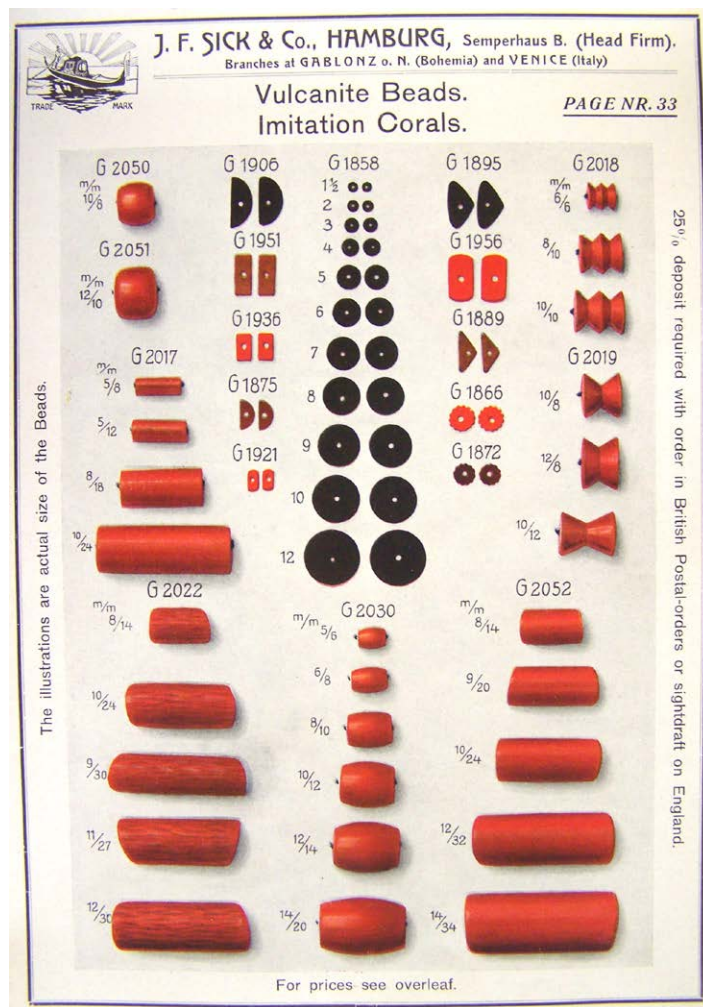 J. F. SICK & Co., HAMBURG, Semperhaus B. (Head Firm).
Branches at GABLONZ o. N. (Bohemia) and VENICE (Italy)
TRADE MARK
Vulcanite Beads.
Imitation Corals.
PAGE NR. 33
The illustrations are actual size of the Beads.
G 2050
m/m
10/8
G 2051
m/m
12/10
G 2017
m/m
5/8
5/12
8/18
10/24
G 1906
G 1951
G 1936
G 1875
G 1921
G 1858
1½
2
3
4
5
6
7
8
9
10
12
G 1895
G 1956
G 1889
G 1866
G 1872
G 2018
m/m
6/6
8/10
10/10
G 2019
10/8
12/8
10/12
G 2022
m/m
8/14
10/24
9/30
11/27
12/30
G 2030
m/m 5/6
6/8
8/10
10/12
12/14
14/20
G 2052
m/m
8/14
9/20
10/24
12/32
14/34
25% deposit required with order in British Postal-orders or sightdraft on England.
For prices see overleaf.